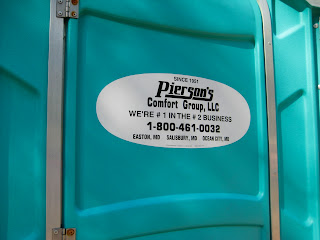 SINCE 1961
Pierson's
Comfort Group, LLC
WE'RE # 1 IN THE # 2 BUSINESS
1-800-461-0032
EASTON, MD SALISBURY, MD OCEAN CITY, MD